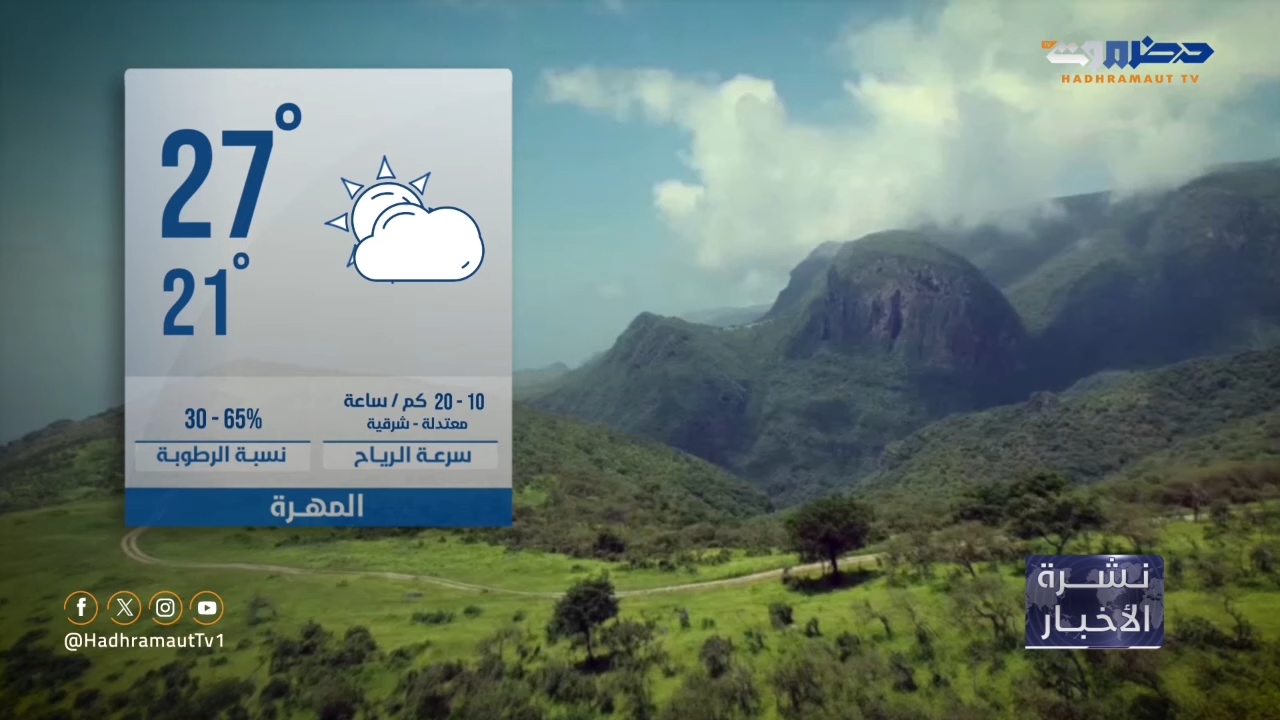 حضرموت TV
HADHRAMAUT TV
27°
21°
10 - 20 كم / ساعة
معتدلة - شرقية
سرعة الرياح
30 - 65%
نسبة الرطوبة
المهرة
نشرة
الأخبار
@HadhramautTv1